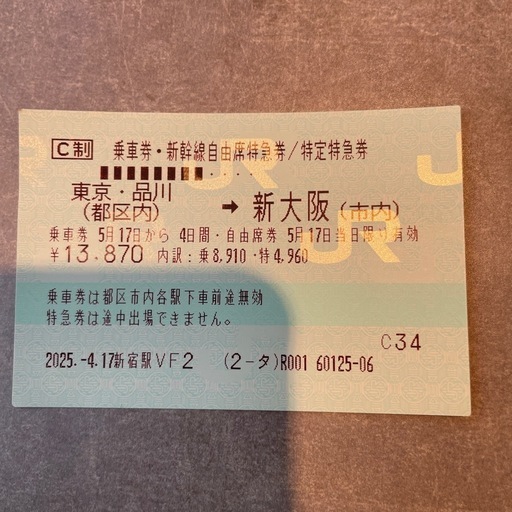 C制 乗車券・新幹線自由席特急券/特定特急券
東京・品川 → 新大阪(市内)
(都区内)
乗車券 5月17日から 4日間・自由席券 5月17日当日限り有効
¥13,870 内訳:乗8,910・特4,960
乗車券は都区市内各駅下車前途無効
特急券は途中出場できません。
C34
2025.-4.17新宿駅VF2 (2-タ)R001 60125-06
JR
JR
J